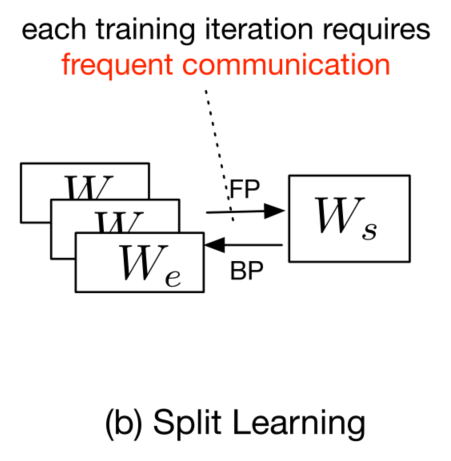 each training iteration requires
frequent communication
W
FP
W
W_s
W_e
BP
(b) Split Learning